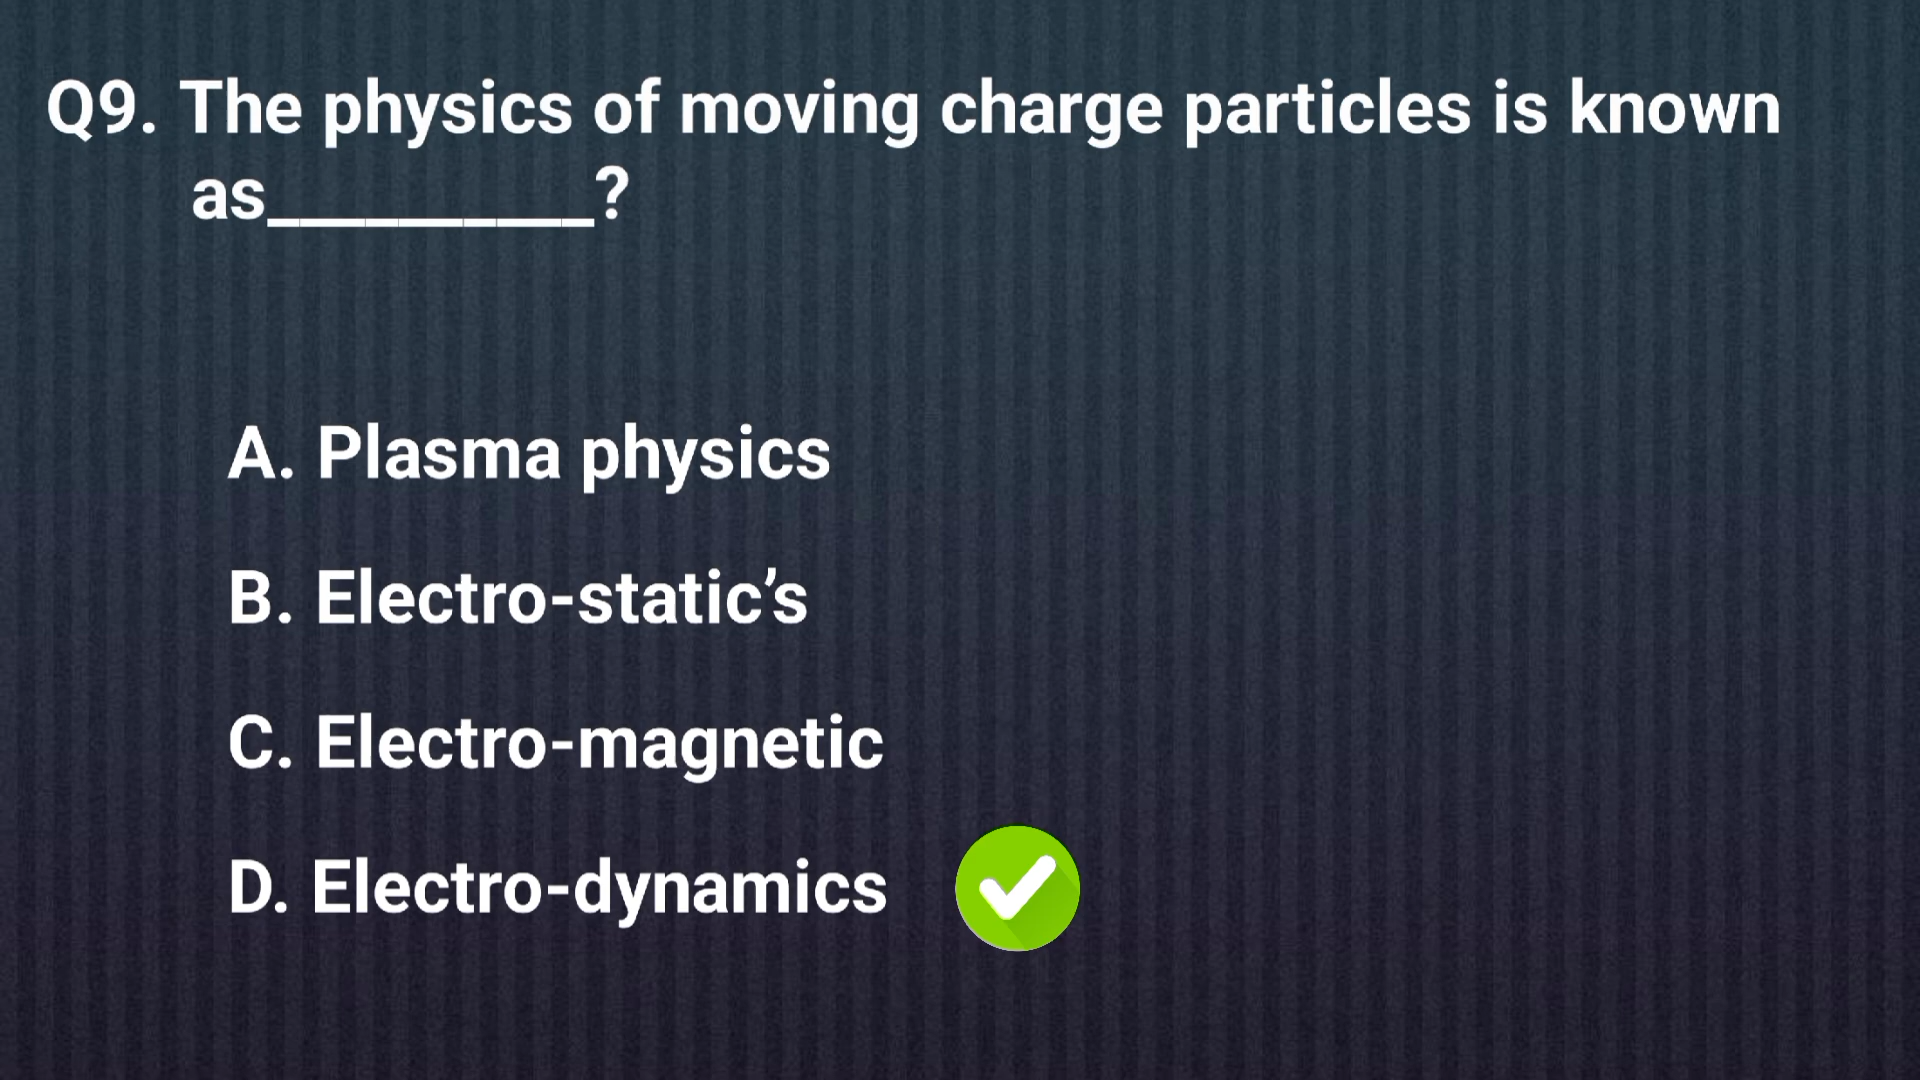 Q9. The physics of moving charge particles is known
as__________?
A. Plasma physics
B. Electro-static’s
C. Electro-magnetic
D. Electro-dynamics